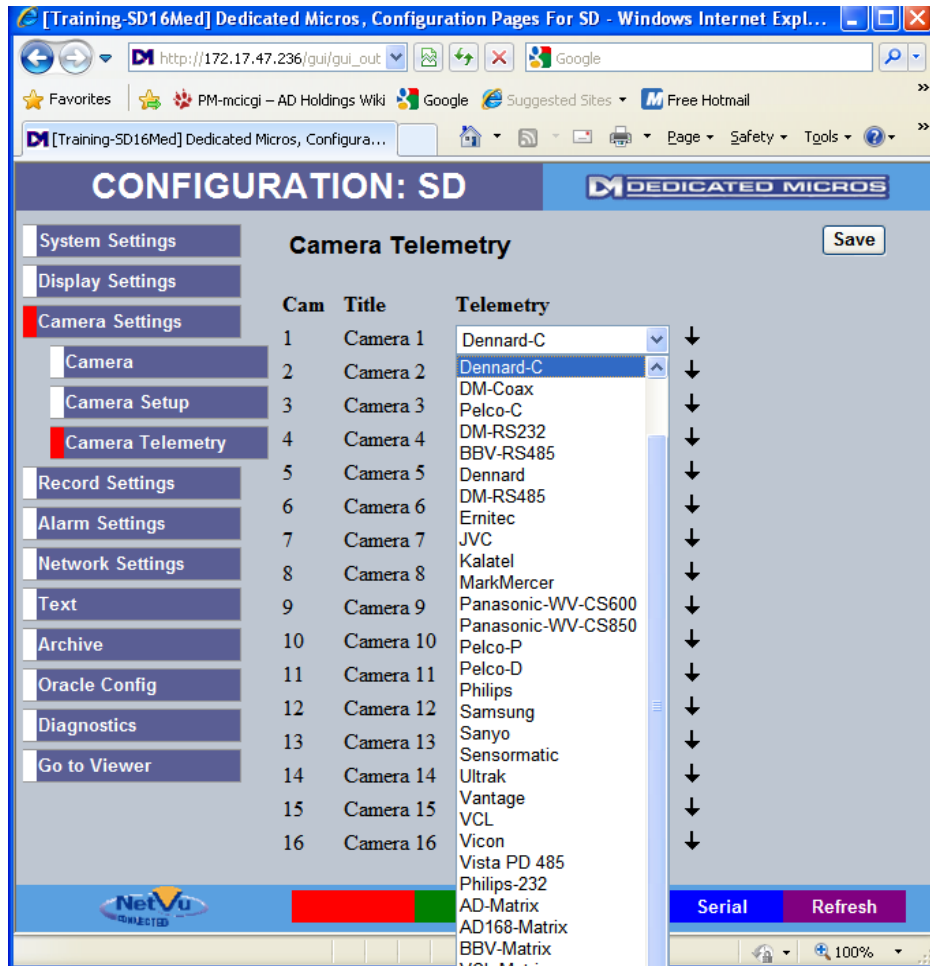 [Training-SD16Med] Dedicated Micros, Configuration Pages For SD - Windows Internet Expl...
http://172.17.47.236/gui/gui_out
Google
Favorites
PM-mcicgi – AD Holdings Wiki
Google
Suggested Sites
Free Hotmail
[Training-SD16Med] Dedicated Micros, Configura...
Page
Safety
Tools
CONFIGURATION: SD
DEDICATED MICROS
System Settings
Display Settings
Camera Settings
Camera
Camera Setup
Camera Telemetry
Record Settings
Alarm Settings
Network Settings
Text
Archive
Oracle Config
Diagnostics
Go to Viewer
Camera Telemetry
Save
Cam Title Telemetry
1 Camera 1 Dennard-C
2 Camera 2
3 Camera 3
4 Camera 4
5 Camera 5
6 Camera 6
7 Camera 7
8 Camera 8
9 Camera 9
10 Camera 10
11 Camera 11
12 Camera 12
13 Camera 13
14 Camera 14
15 Camera 15
16 Camera 16
Dennard-C
DM-Coax
Pelco-C
DM-RS232
BBV-RS485
Dennard
DM-RS485
Ernitec
JVC
Kalatel
MarkMercer
Panasonic-WV-CS600
Panasonic-WV-CS850
Pelco-P
Pelco-D
Philips
Samsung
Sanyo
Sensormatic
Ultrak
Vantage
VCL
Vicon
Vista PD 485
Philips-232
AD-Matrix
AD168-Matrix
BBV-Matrix
NetVu
CONNECTED
Serial
Refresh
100%